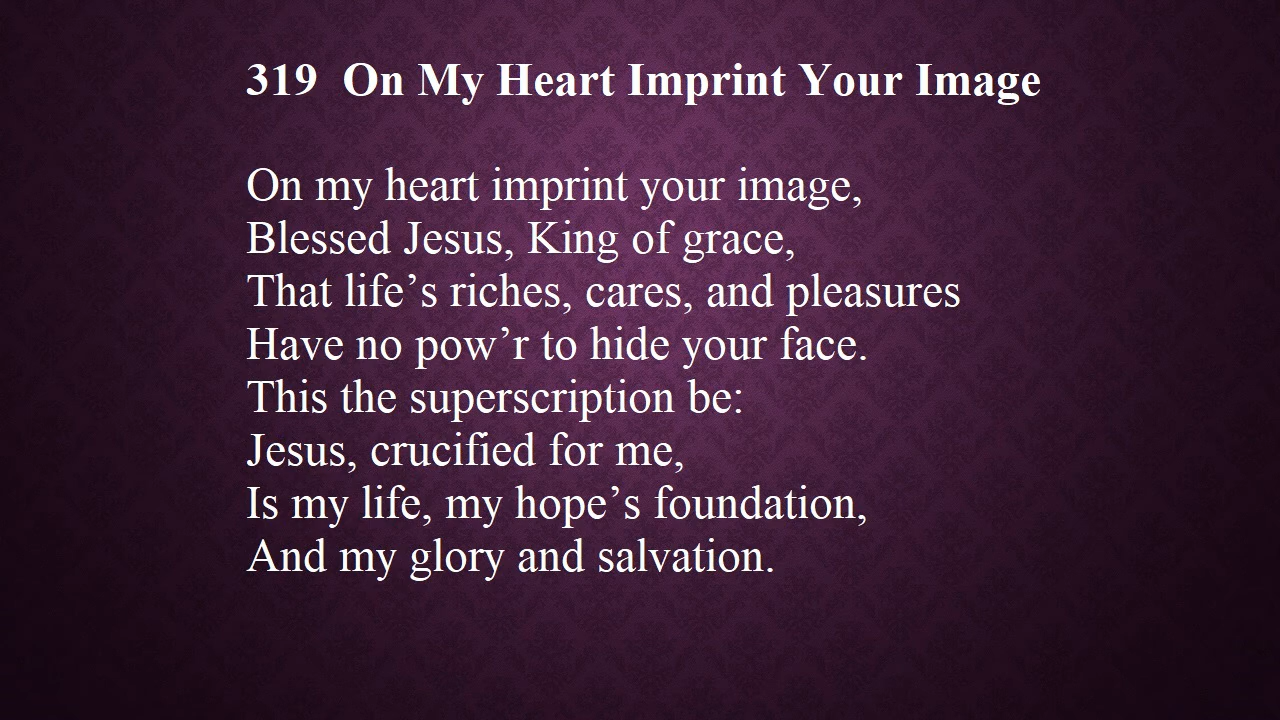 319  On My Heart Imprint Your Image
On my heart imprint your image,
Blessed Jesus, King of grace,
That life’s riches, cares, and pleasures
Have no pow’r to hide your face.
This the superscription be:
Jesus, crucified for me,
Is my life, my hope’s foundation,
And my glory and salvation.